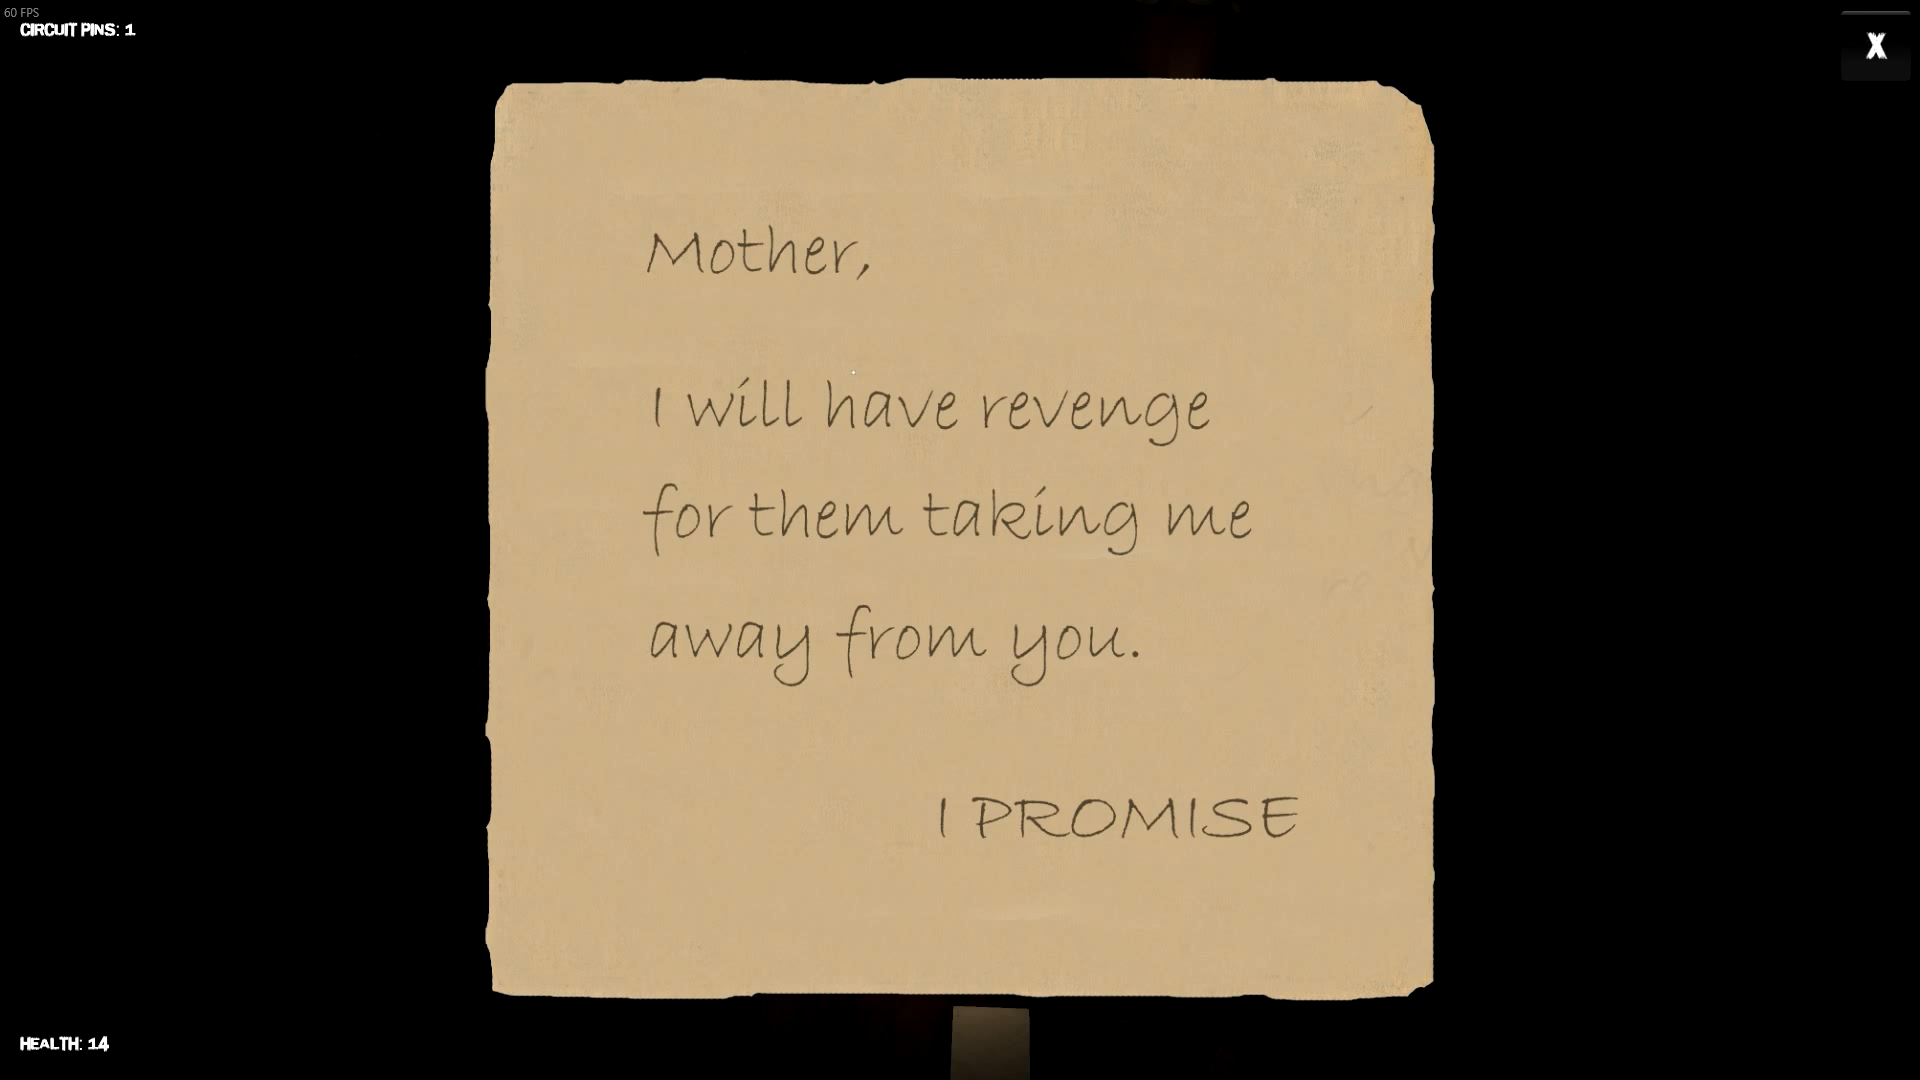 60 FPS
CIRCUIT PINS: 1
X
Mother,
I will have revenge
for them taking me
away from you.
I PROMISE
HEALTH: 14